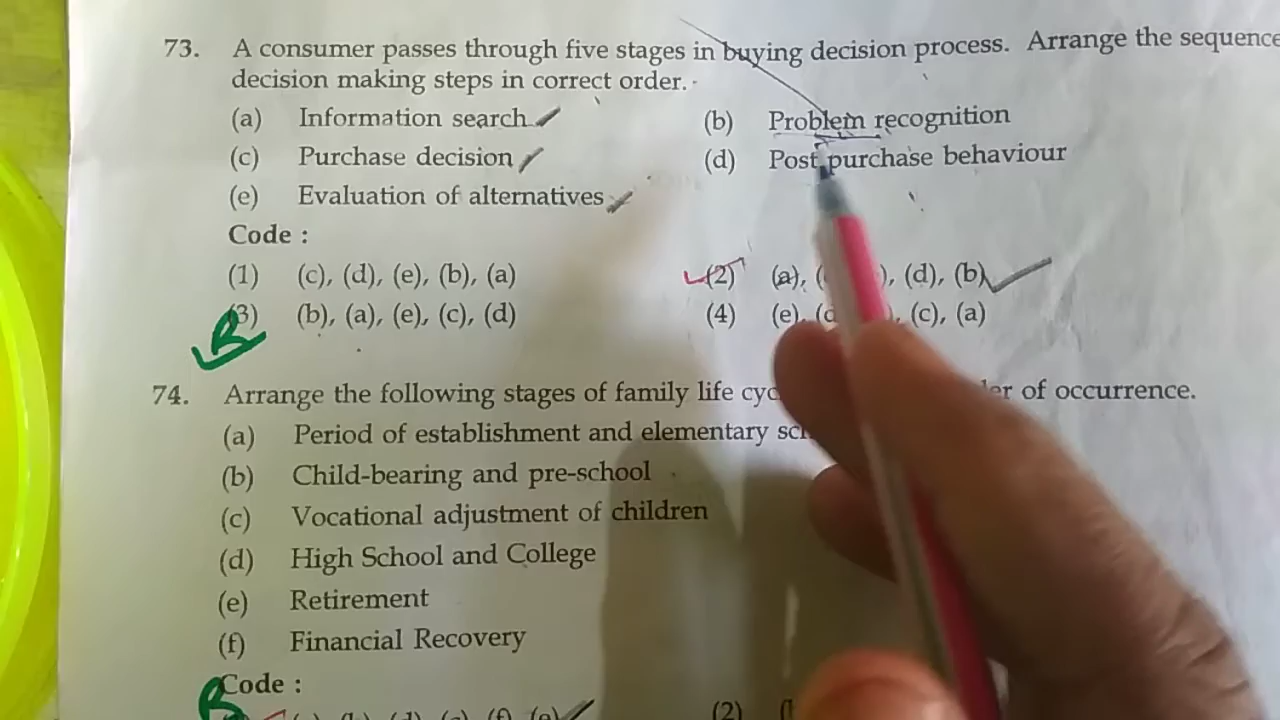 73. A consumer passes through five stages in buying decision process. Arrange the sequence
decision making steps in correct order.
(a) Information search (b) Problem recognition
(c) Purchase decision (d) Post purchase behaviour
(e) Evaluation of alternatives
Code :
(1) (c), (d), (e), (b), (a) (2) (a), (d), (b)
(3) (b), (a), (e), (c), (d) (4) (e), (c), (a)
74. Arrange the following stages of family life of occurrence.
(a) Period of establishment and elementary
(b) Child-bearing and pre-school
(c) Vocational adjustment of children
(d) High School and College
(e) Retirement
(f) Financial Recovery
Code :
(2)